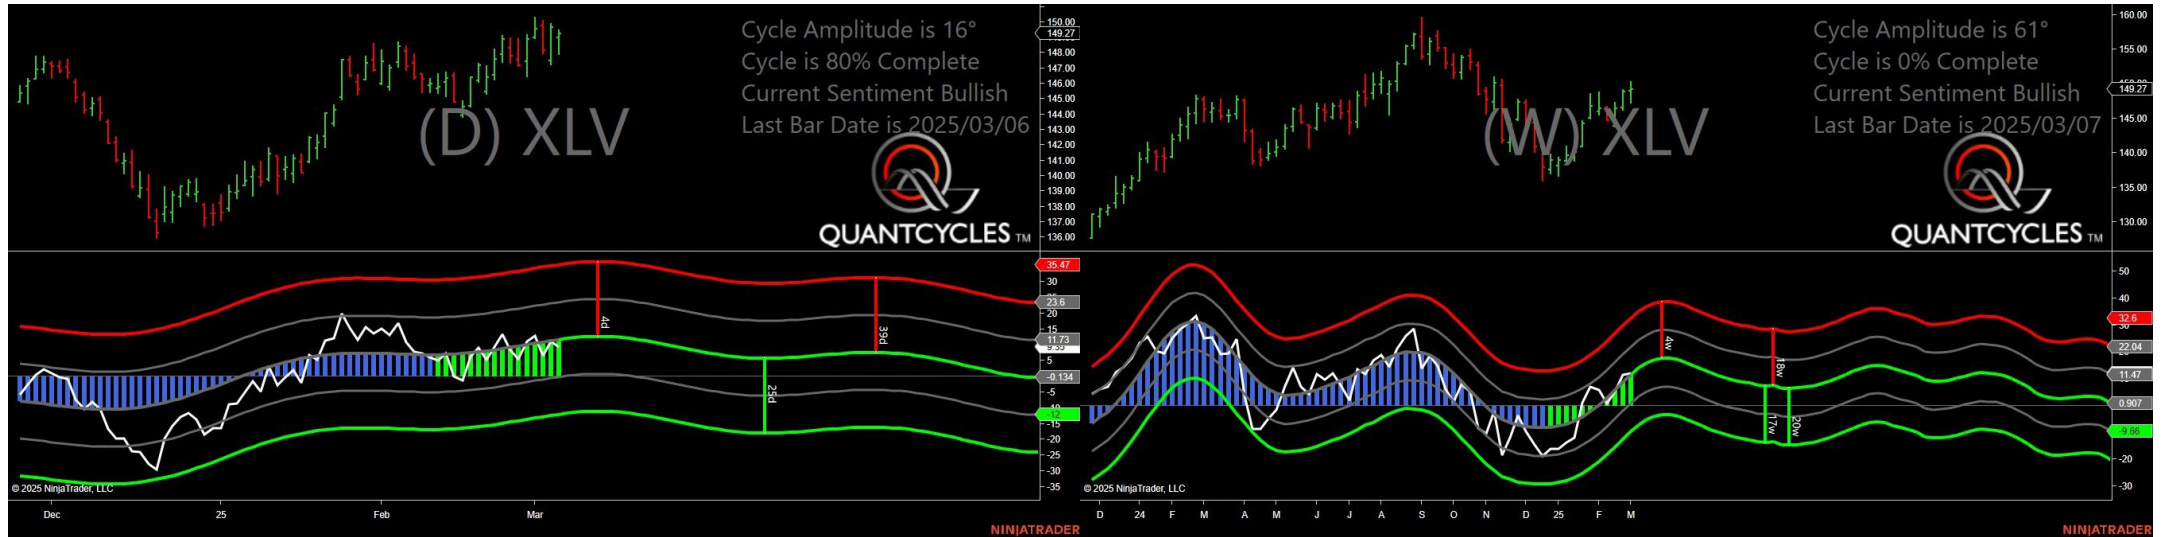 Cycle Amplitude is 16°
Cycle is 80% Complete
Current Sentiment Bullish
Last Bar Date is 2025/03/06
(D) XLV
QUANTCYCLES TM
150.00
149.27
148.00
147.00
146.00
145.00
144.00
143.00
142.00
141.00
140.00
139.00
138.00
137.00
136.00
35.47
30
23.6
20
15
11.73
5
-0.134
-5
-12
-15
-20
-25
-30
-35
4d
39d
25d
© 2025 NinjaTrader, LLC
Dec
25
Feb
Mar
NINJATRADER
Cycle Amplitude is 61°
Cycle is 0% Complete
Current Sentiment Bullish
Last Bar Date is 2025/03/07
(W) XLV
QUANTCYCLES TM
160.00
155.00
149.27
145.00
140.00
135.00
130.00
50
40
32.6
22.04
11.47
0.907
-9.66
-20
-30
4w
18w
17w
20w
© 2025 NinjaTrader, LLC
D
24
F
M
A
M
J
J
A
S
O
N
D
25
F
M
NINJATRADER